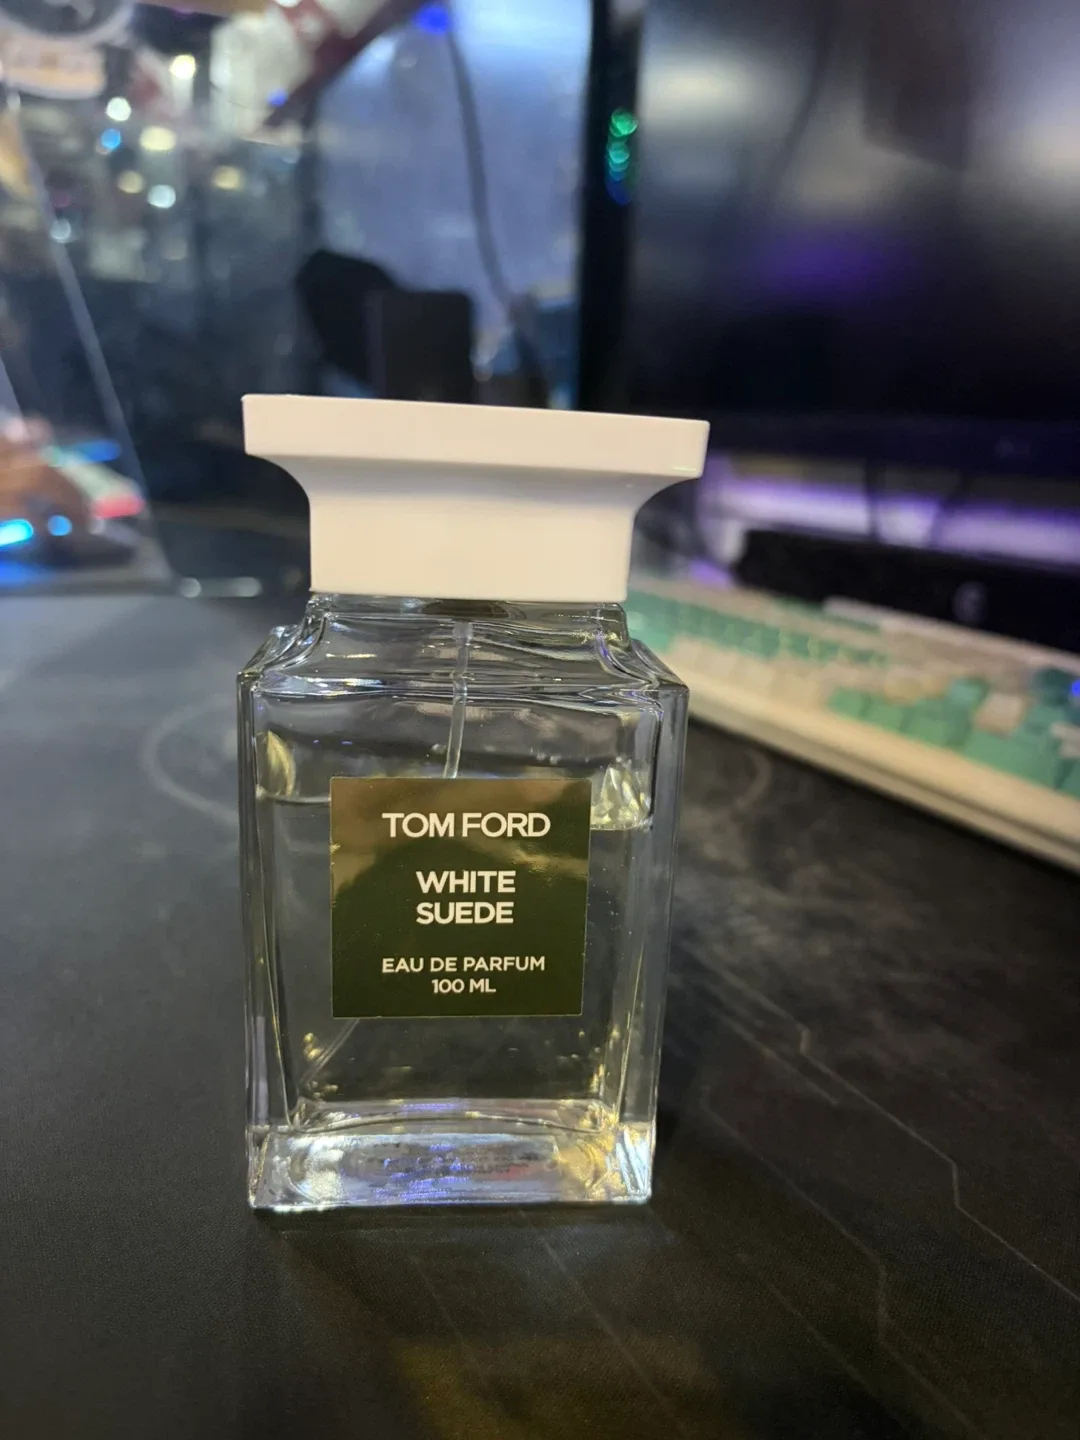 TOM FORD
WHITE
SUEDE
EAU DE PARFUM
100 ML